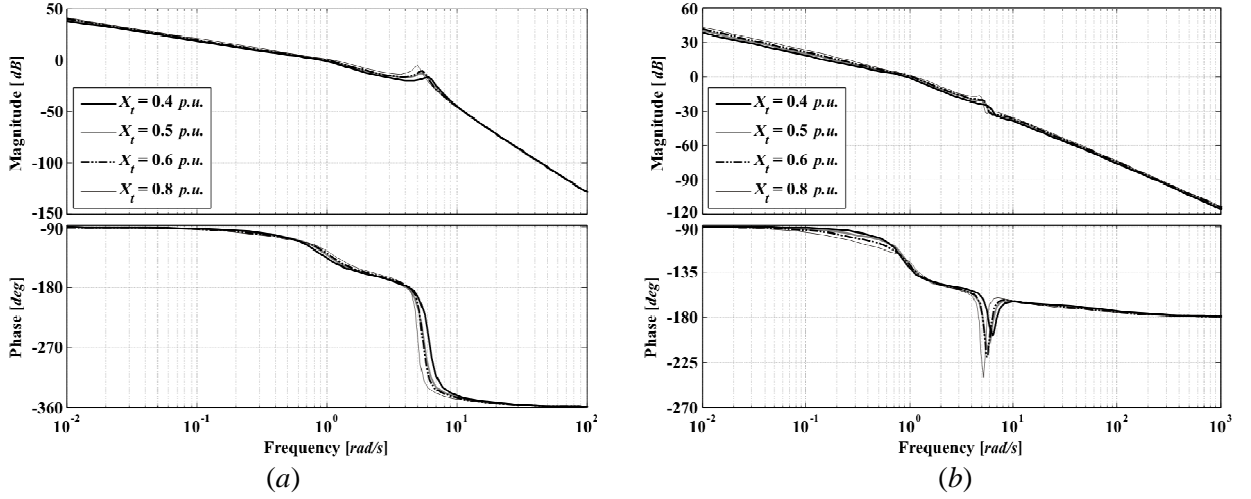 50
0
-50
-100
-150
Magnitude [ dB]
X_t = 0.4 p.u.
X_t = 0.5 p.u.
X_t = 0.6 p.u.
X_t = 0.8 p.u.
-90
-180
-270
-360
Phase [deg]
10^-2
10^-1
10^0
10^1
10^2
Frequency [rad/s]
(a)
60
30
0
-30
-60
-90
-120
Magnitude [ dB]
X_t = 0.4 p.u.
X_t = 0.5 p.u.
X_t = 0.6 p.u.
X_t = 0.8 p.u.
-90
-135
-180
-225
-270
Phase [deg]
10^-2
10^-1
10^0
10^1
10^2
10^3
Frequency [rad/s]
(b)